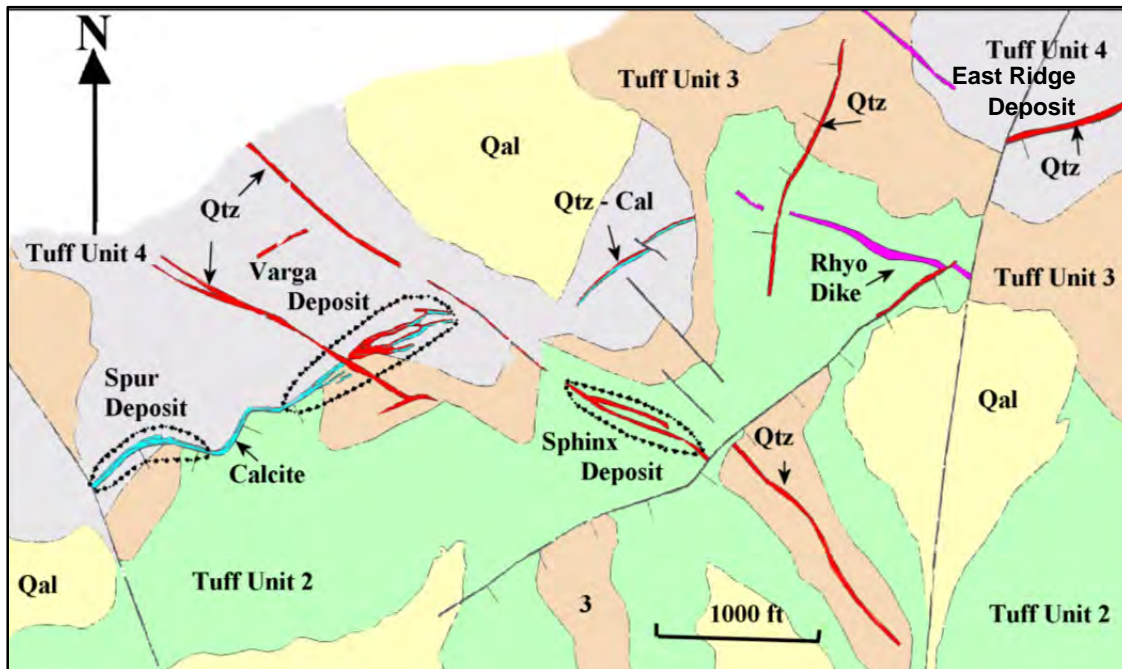 N
Tuff Unit 3
Tuff Unit 4
East Ridge
Deposit
Qtz
Qtz
Qal
Qtz
Qtz - Cal
Tuff Unit 4
Varga
Deposit
Rhyo
Dike
Tuff Unit 3
Spur
Deposit
Qal
Sphinx
Deposit
Qtz
Calcite
Qal
Tuff Unit 2
3
1000 ft
Tuff Unit 2